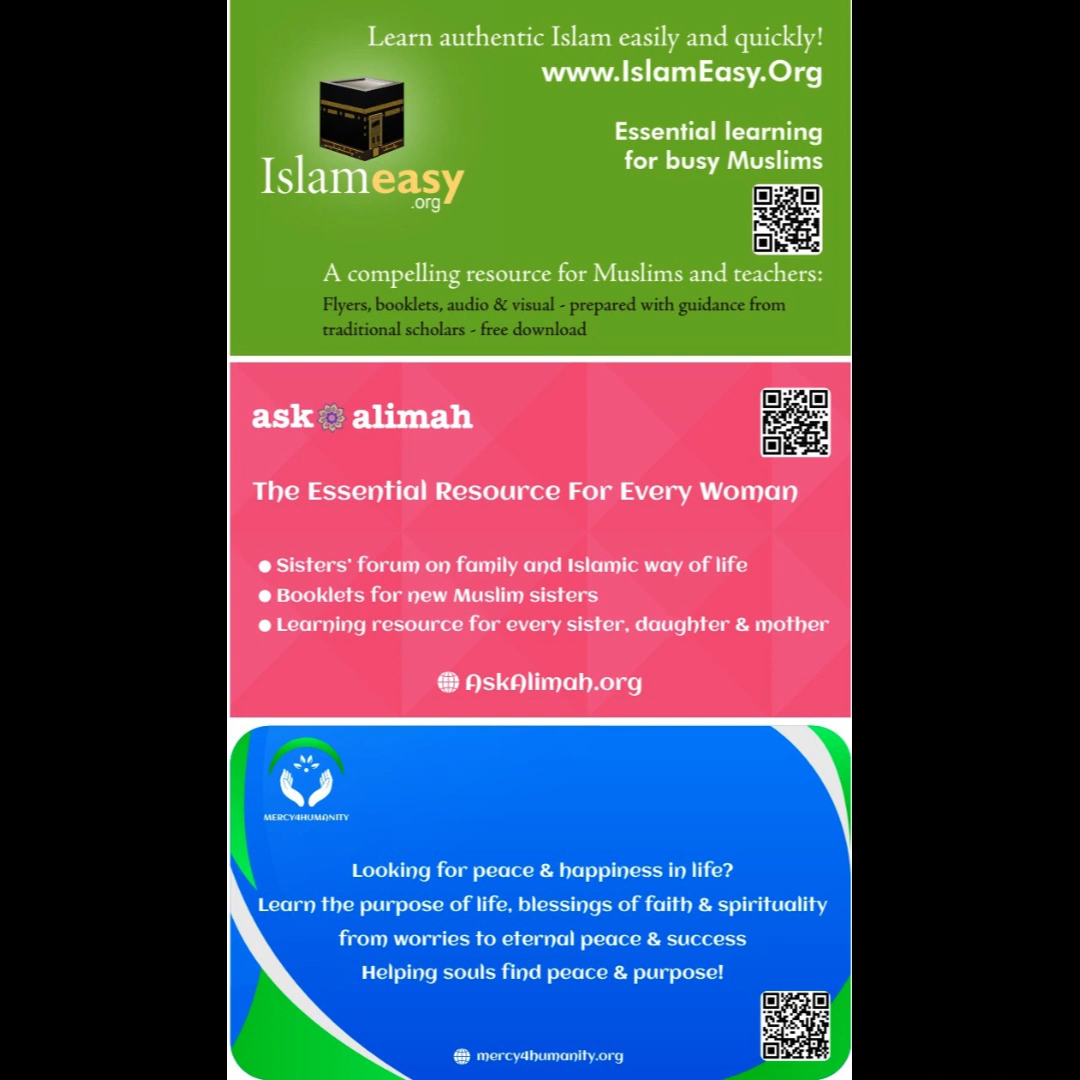 Learn authentic Islam easily and quickly!
www.IslamEasy.Org
Essential learning
for busy Muslims
Islameasy
.org
A compelling resource for Muslims and teachers:
Flyers, booklets, audio & visual - prepared with guidance from
traditional scholars - free download
ask alimah
The Essential Resource For Every Woman
● Sisters' forum on family and Islamic way of life
● Booklets for new Muslim sisters
● Learning resource for every sister, daughter & mother
AskAlimah.org
MERCY4HUMANITY
Looking for peace & happiness in life?
Learn the purpose of life, blessings of faith & spirituality
from worries to eternal peace & success
Helping souls find peace & purpose!
mercy4humanity.org